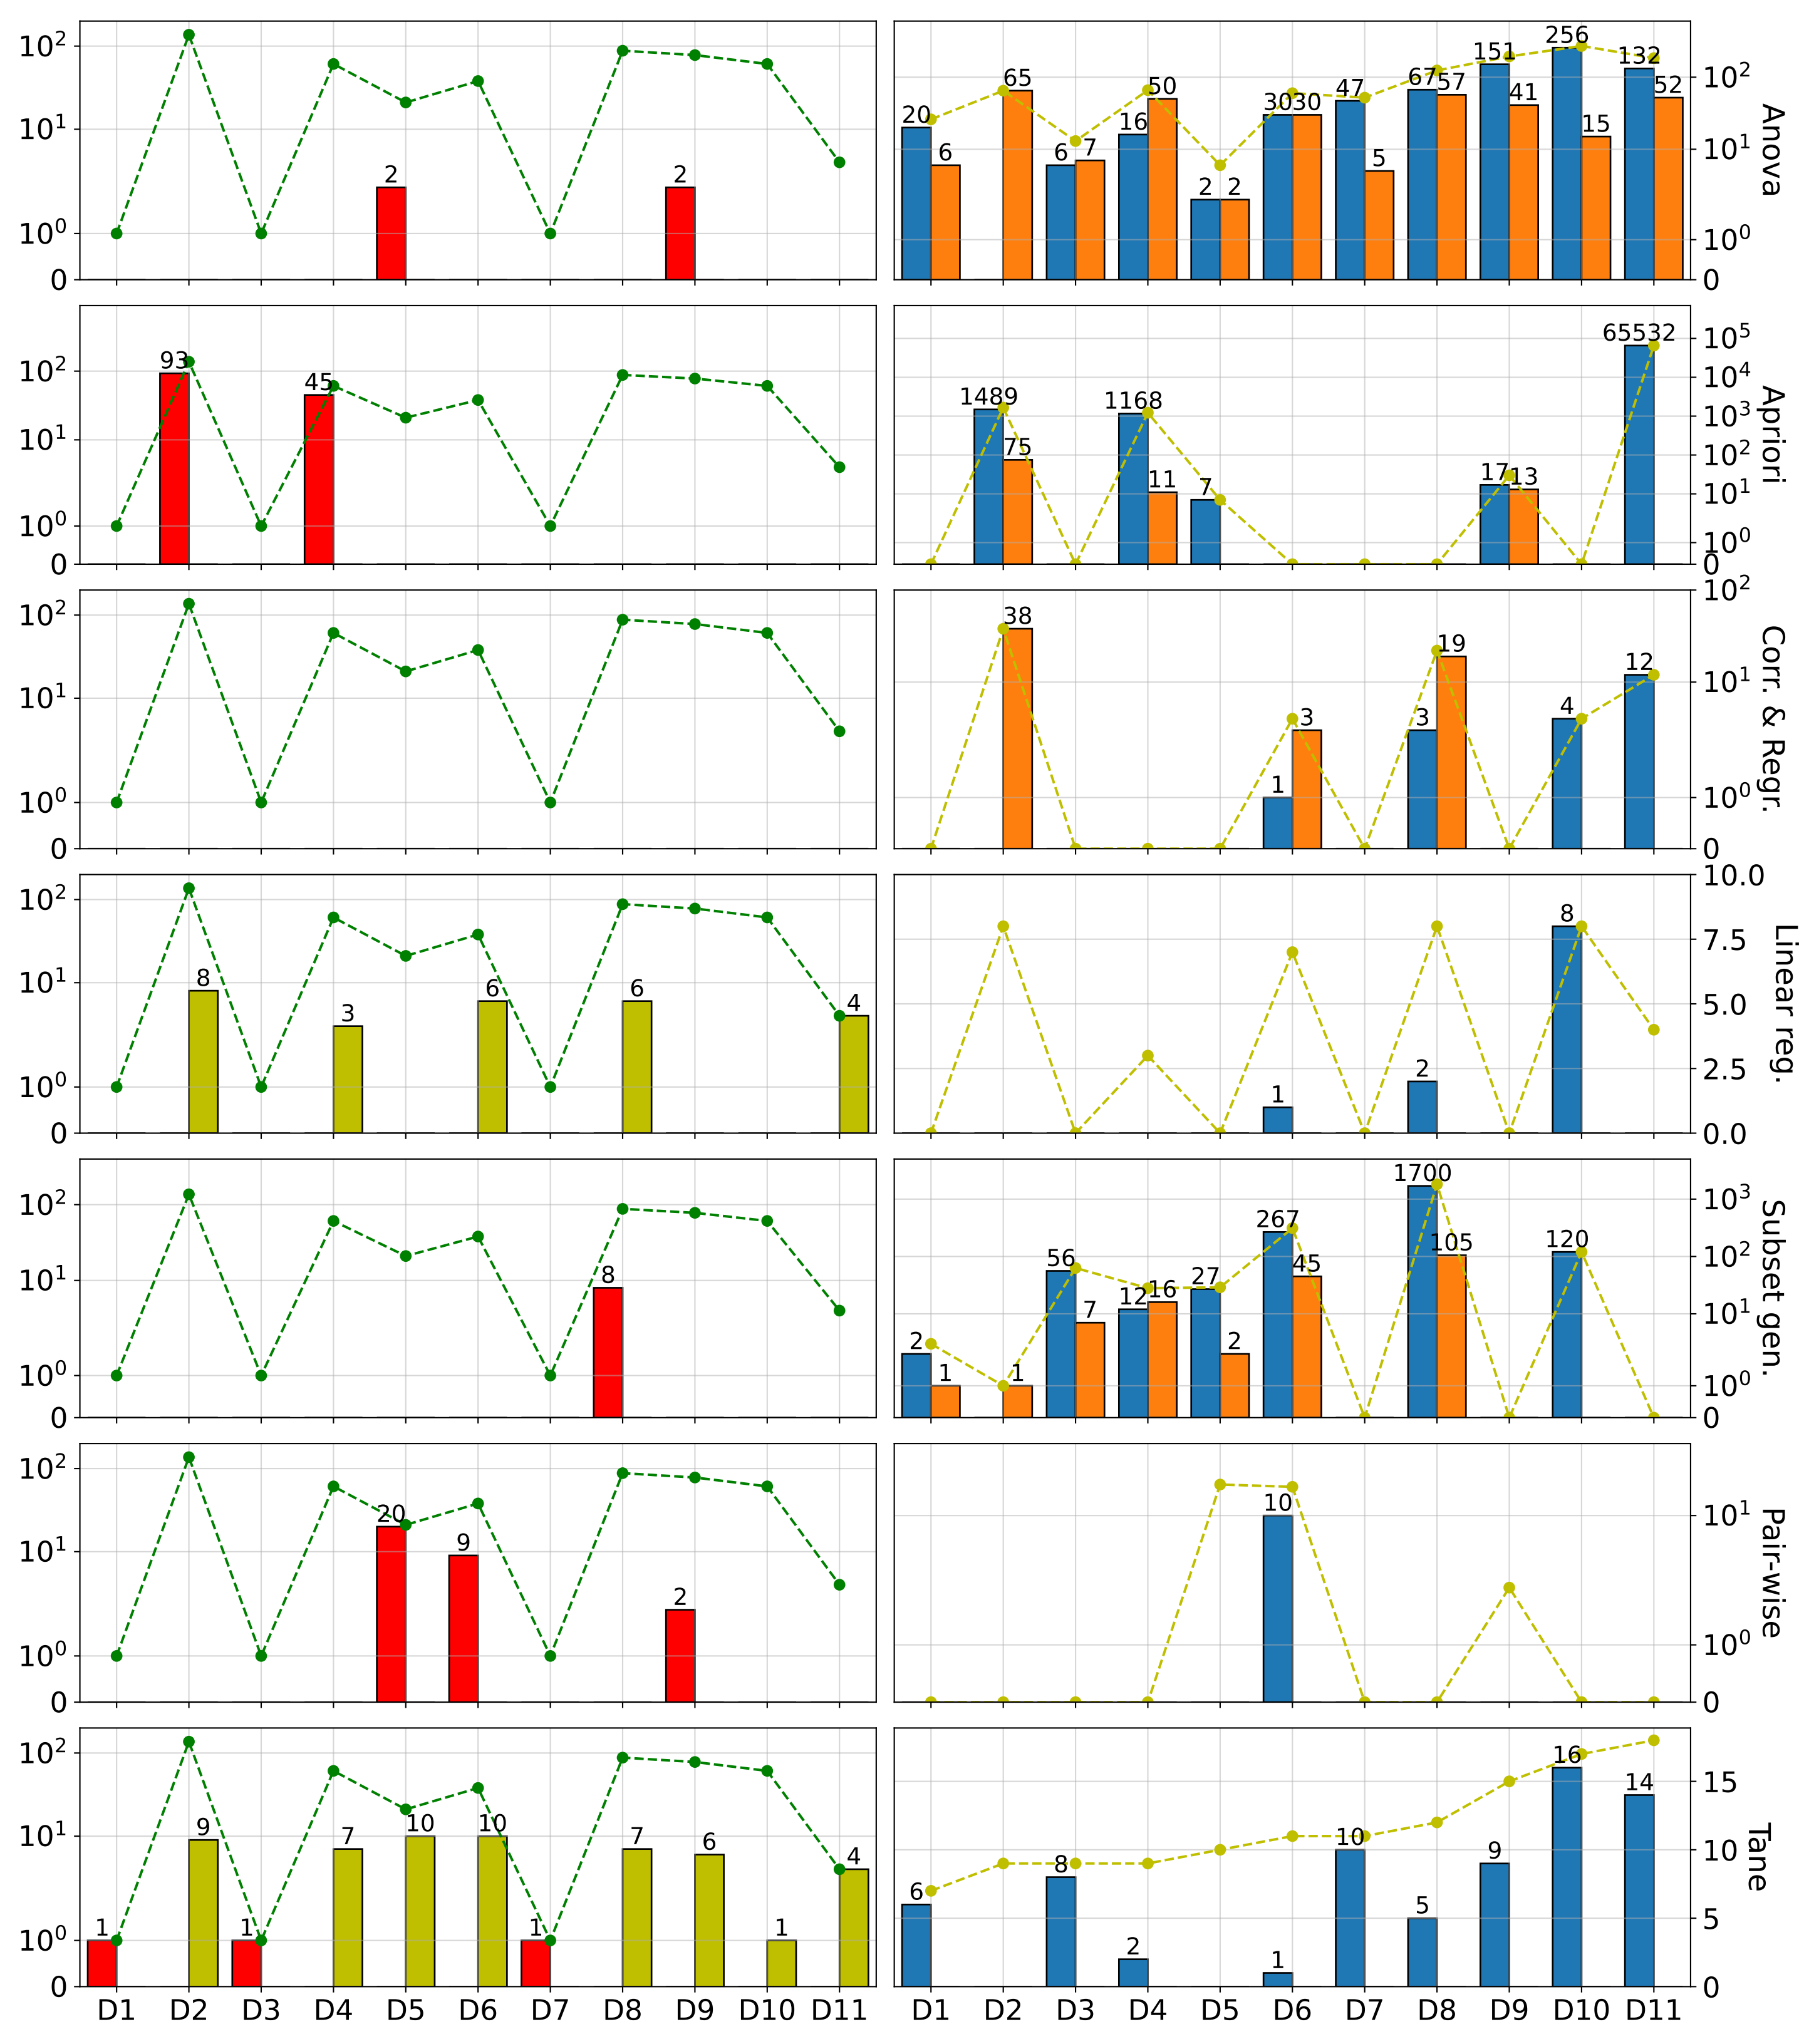 10² 10¹ 10⁰ 0
2 2
20 6 65 6 7 16 50 2 2 30 30 47 5 67 57 151 41 256 15 132 52
10² 10¹ 10⁰ 0
Anova
10² 10¹ 10⁰ 0
93 45
1489 75 1168 11 7 17 13 65532
10⁵ 10⁴ 10³ 10² 10¹ 10⁰ 0
Apriori
10² 10¹ 10⁰ 0
38 1 3 3 19 4 12
10² 10¹ 10⁰ 0
Corr. & Regr.
10² 10¹ 10⁰ 0
8 3 6 6 4
1 2 8
10.0 7.5 5.0 2.5 0.0
Linear reg.
10² 10¹ 10⁰ 0
8
2 1 1 56 7 12 16 27 2 267 45 1700 105 120
10³ 10² 10¹ 10⁰ 0
Subset gen.
10² 10¹ 10⁰ 0
20 9 2
10
10¹ 10⁰ 0
Pair-wise
10² 10¹ 10⁰ 0
1 9 1 7 10 10 1 7 6 1 4
6 8 2 1 10 5 9 16 14
15 10 5 0
Tane
D1 D2 D3 D4 D5 D6 D7 D8 D9 D10 D11
D1 D2 D3 D4 D5 D6 D7 D8 D9 D10 D11